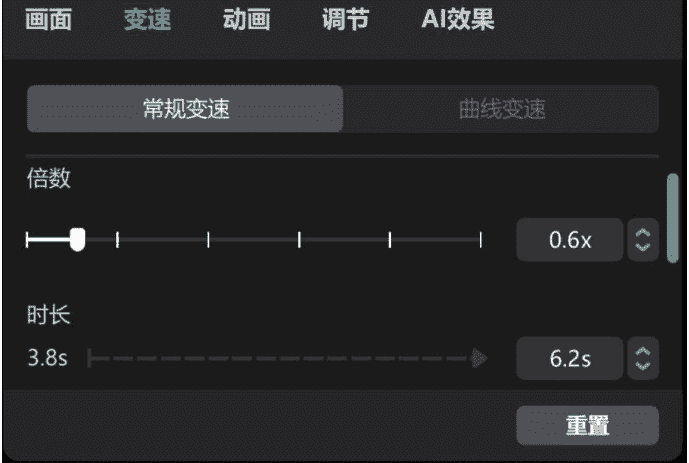 画面 变速 动画 调节 AI效果
常规变速 曲线变速
倍数
0.6x
时长
3.8s 6.2s
重置